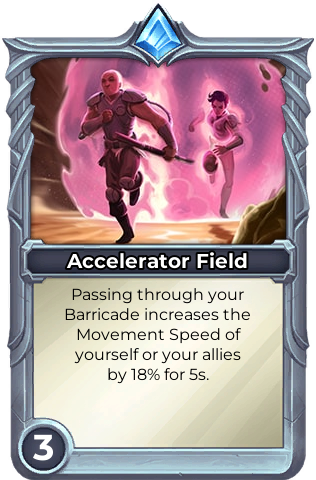 Accelerator Field
Passing through your
Barricade increases the
Movement Speed of
yourself or your allies
by 18% for 5s.
3